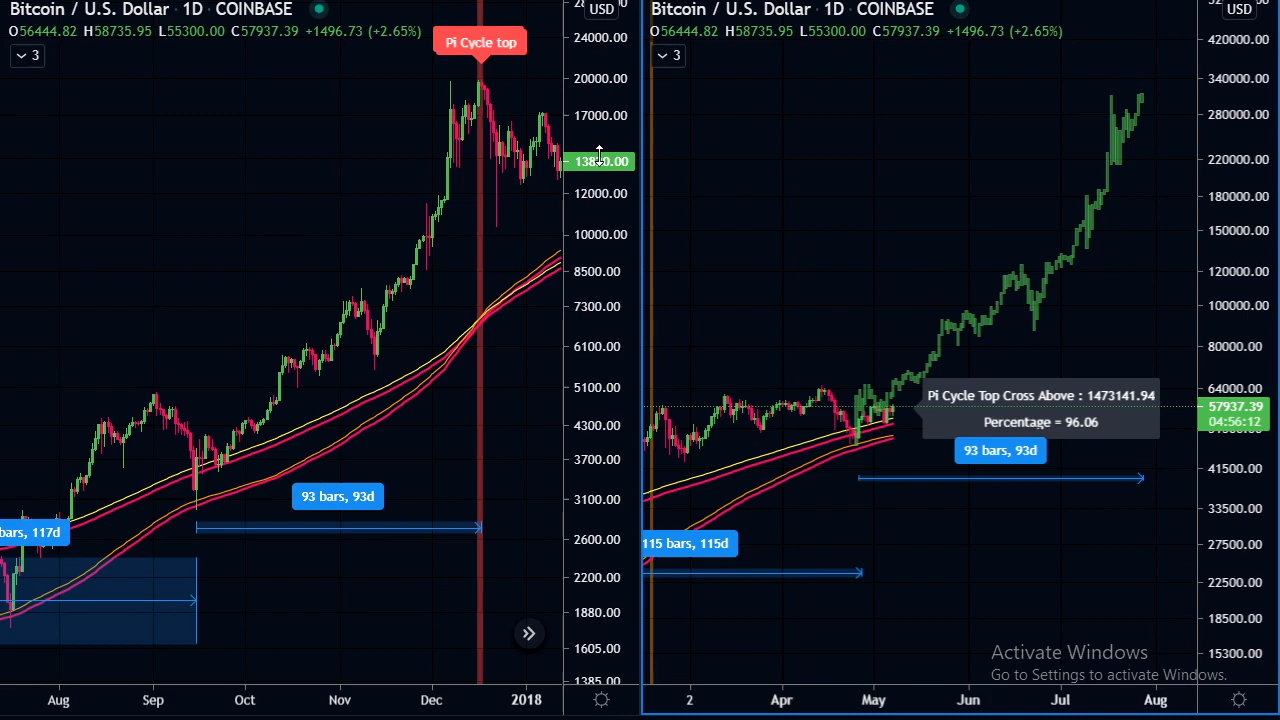 Bitcoin / U.S. Dollar · 1D · COINBASE
O56444.82 H58735.95 L55300.00 C57937.39 +1496.73 (+2.65%)
3
USD
Pi Cycle top
24000.00
20000.00
17000.00
12000.00
10000.00
8500.00
7300.00
6100.00
5100.00
4300.00
3700.00
3100.00
2600.00
2200.00
1880.00
1605.00
1385.00
93 bars, 93d
bars, 117d
Aug Sep Oct Nov Dec 2018
Bitcoin / U.S. Dollar · 1D · COINBASE
O56444.82 H58735.95 L55300.00 C57937.39 +1496.73 (+2.65%)
3
USD
420000.00
340000.00
280000.00
220000.00
180000.00
150000.00
120000.00
100000.00
80000.00
64000.00
57937.39
04:56:12
41500.00
33500.00
27500.00
22500.00
18500.00
15300.00
Pi Cycle Top Cross Above : 1473141.94
Percentage = 96.06
93 bars, 93d
115 bars, 115d
Activate Windows
Go to Settings to activate Windows.
2 Apr May Jun Jul Aug